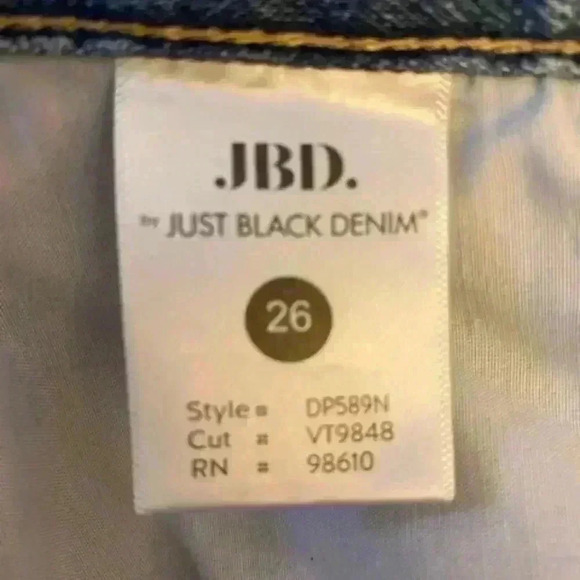 JBD.
by JUST BLACK DENIM®
26
Style # DP589N
Cut # VT9848
RN # 98610